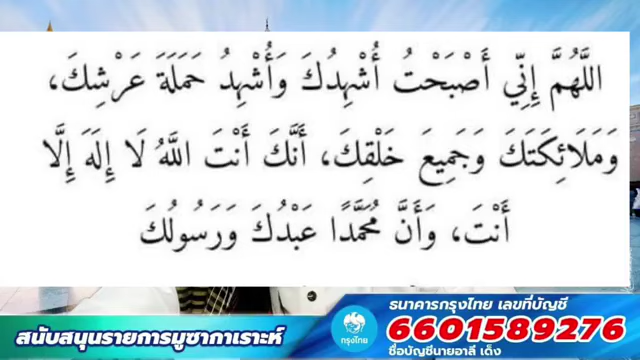 اللَّهُمَّ إِنِّي أَصْبَحْتُ أُشْهِدُكَ وَأُشْهِدُ حَمَلَةَ عَرْشِكَ،
وَمَلَائِكَتَكَ وَجَمِيعَ خَلْقِكَ، أَنَّكَ أَنْتَ اللَّهُ لَا إِلَهَ إِلَّا
أَنْتَ، وَأَنَّ مُحَمَّدًا عَبْدُكَ وَرَسُولُكَ
สนับสนุนรายการมูซากาเราะห์
กรุงไทย
ธนาคารกรุงไทย เลขที่บัญชี
6601589276
ชื่อบัญชีนายอาลี เด็ง